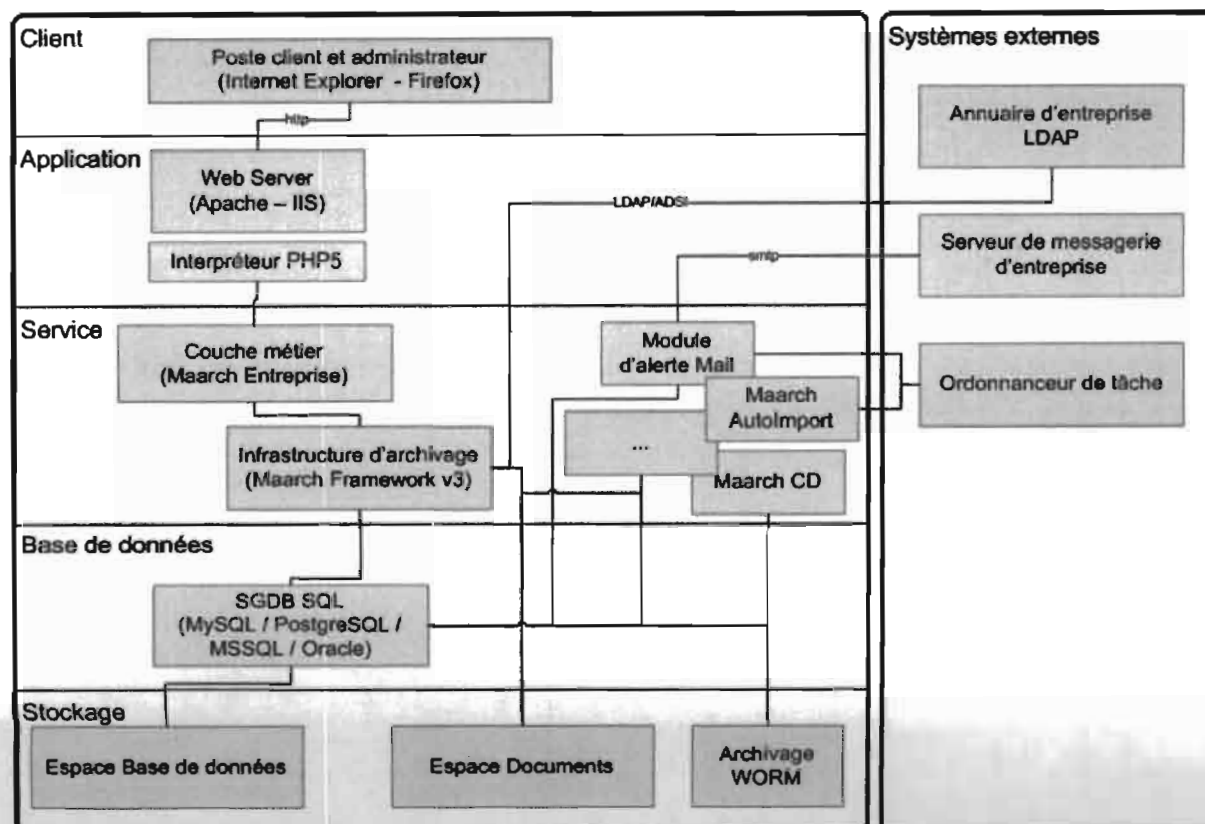 Client
Poste client et administrateur
(Internet Explorer - Firefox)
http
Application
Web Server
(Apache – IIS)
Interpréteur PHP5
LDAP/ADSI
smtp
Service
Couche métier
(Maarch Entreprise)
Infrastructure d'archivage
(Maarch Framework v3)
Module
d'alerte Mail
Maarch
AutoImport
...
Maarch CD
Base de données
SGDB SQL
(MySQL / PostgreSQL /
MSSQL / Oracle)
Stockage
Espace Base de données
Espace Documents
Archivage
WORM
Systèmes externes
Annuaire d'entreprise
LDAP
Serveur de messagerie
d'entreprise
Ordonnanceur de tâche